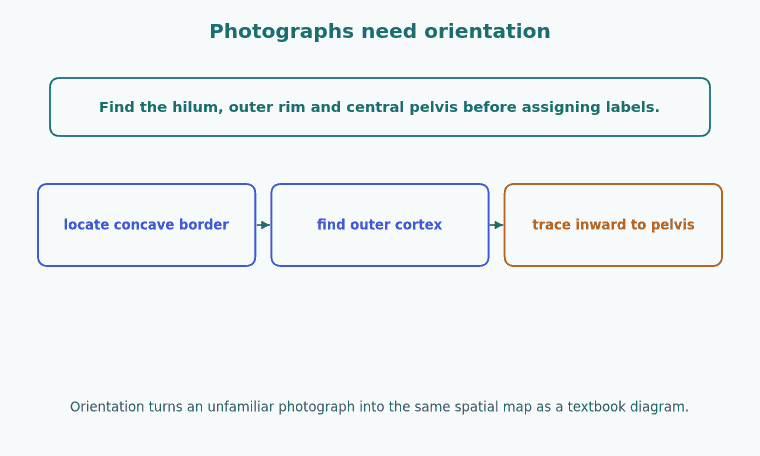 Photographs need orientation
Find the hilum, outer rim and central pelvis before assigning labels.
locate concave border
find outer cortex
trace inward to pelvis
Orientation turns an unfamiliar photograph into the same spatial map as a textbook diagram.